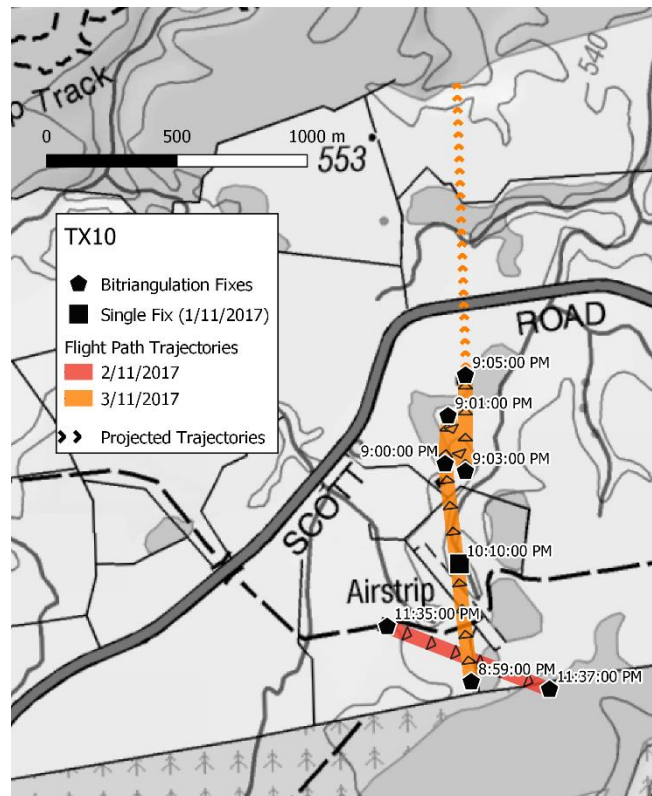 p Track
540
0 500 1000 m
553
TX10
Bitriangulation Fixes
Single Fix (1/11/2017)
Flight Path Trajectories
2/11/2017
3/11/2017
Projected Trajectories
ROAD
9:05:00 PM
9:01:00 PM
9:00:00 PM
9:03:00 PM
SCOTT
10:10:00 PM
Airstrip
11:35:00 PM
8:59:00 PM
11:37:00 PM